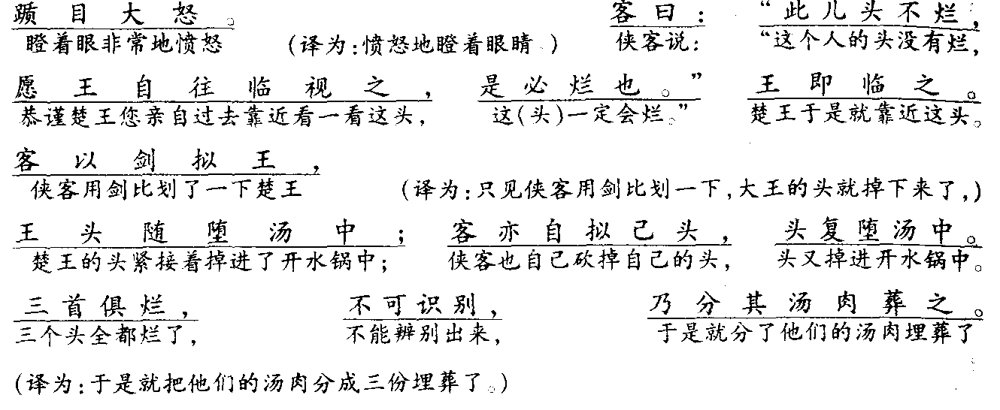 踬目大怒。 客曰： “此儿头不烂，
瞪着眼非常地愤怒 （译为：愤怒地瞪着眼睛） 侠客说： “这个人的头没有烂，
愿王自往临视之， 是必烂也。” 王即临之。
恭谨楚王您亲自过去靠近看一看这头， 这（头）一定会烂。” 楚王于是就靠近这头。
客以剑拟王，
侠客用剑比划了一下楚王 （译为：只见侠客用剑比划一下，大王的头就掉下来了，）
王头随堕汤中； 客亦自拟己头， 头复堕汤中。
楚王的头紧接着掉进了开水锅中； 侠客也自己砍掉自己的头， 头又掉进开水锅中。
三首俱烂， 不可识别， 乃分其汤肉葬之。
三个头全都烂了， 不能辨别出来， 于是就分了他们的汤肉埋葬了
（译为：于是就把他们的汤肉分成三份埋葬了。）